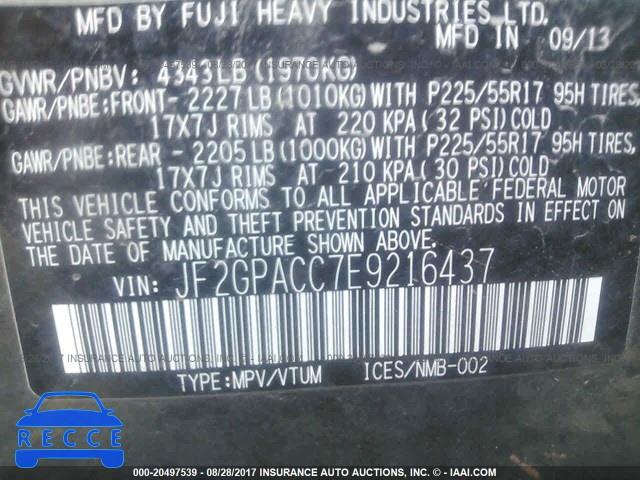 MFD BY FUJI HEAVY INDUSTRIES LTD.
MFD IN 09/13
GVWR/PNBV: 4343LB(1970KG)
GAWR/PNBE:FRONT-2227LB(1010KG)WITH P225/55R17 95H TIRES,
17X7J RIMS AT 220 KPA(32 PSI)COLD
GAWR/PNBE:REAR -2205LB(1000KG)WITH P225/55R17 95H TIRES,
17X7J RIMS AT 210 KPA(30 PSI)COLD
THIS VEHICLE CONFORMS TO ALL APPLICABLE FEDERAL MOTOR
VEHICLE SAFETY AND THEFT PREVENTION STANDARDS IN EFFECT ON
THE DATE OF MANUFACTURE SHOWN ABOVE.
VIN: JF2GPACC7E9216437
TYPE:MPV/VTUM ICES/NMB-002
RECCE
000-20497539 - 08/28/2017 INSURANCE AUTO AUCTIONS, INC. © - IAAI.COM